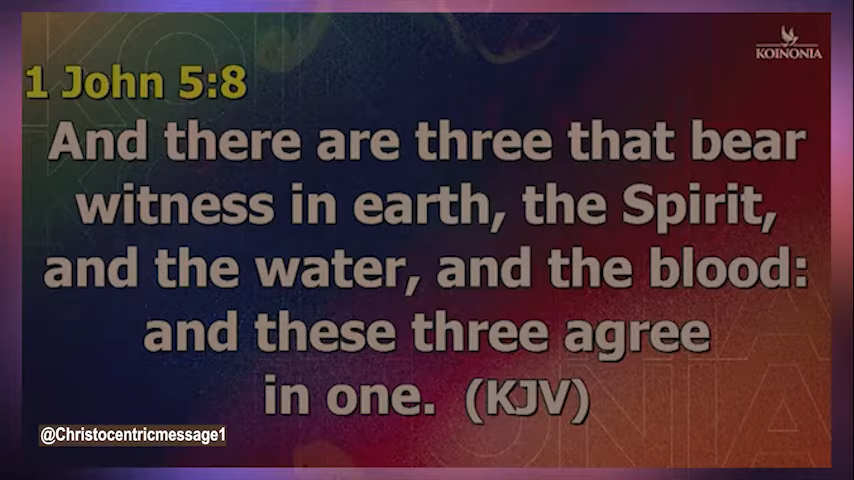 KOINONIA
1 John 5:8
And there are three that bear
witness in earth, the Spirit,
and the water, and the blood:
and these three agree
in one. (KJV)
@Christocentricmessage1